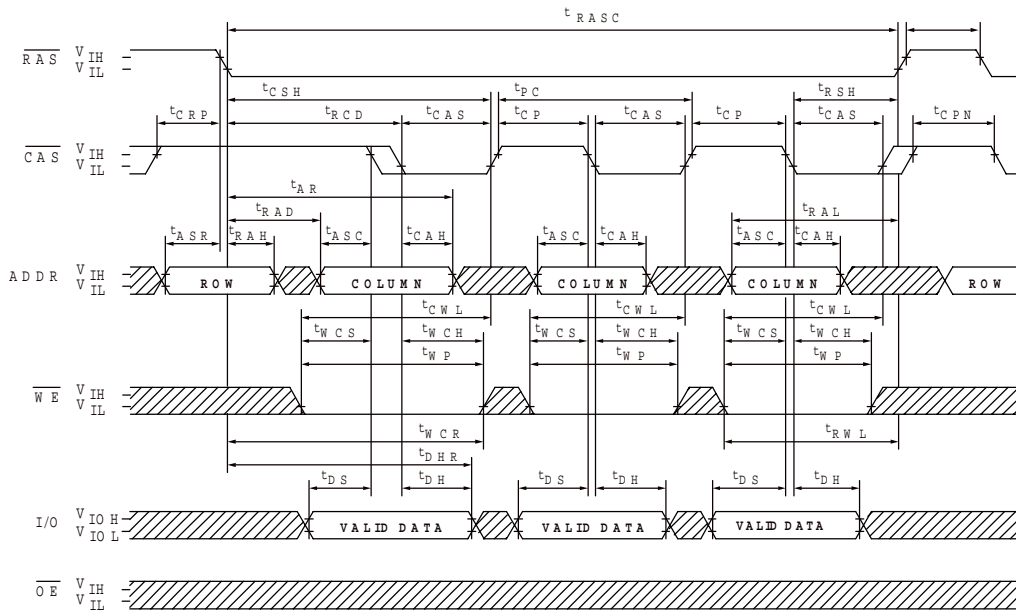 tRASC
RAS VIH
VIL
tCSH tPC tRSH
tCRP tRCD tCAS tCP tCAS tCP tCAS tCPN
CAS VIH
VIL
tAR
tRAD tRAL
tASR tRAH tASC tCAH tASC tCAH tASC tCAH
ADDR VIH
VIL
ROW COLUMN COLUMN COLUMN ROW
tCWL tCWL tCWL
tWCS tWCH tWCS tWCH tWCS tWCH
tWP tWP tWP
WE VIH
VIL
tWCR tRWL
tDHR
tDS tDH tDS tDH tDS tDH
I/O VIOH
VIOL
VALID DATA VALID DATA VALID DATA
OE VIH
VIL